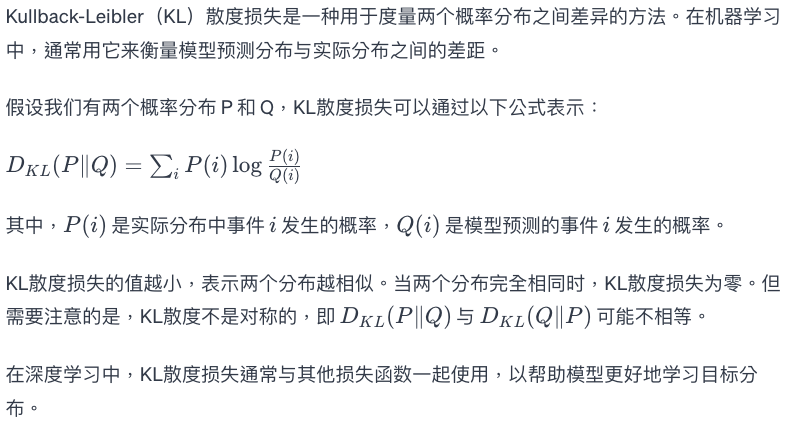 Kullback-Leibler（KL）散度损失是一种用于度量两个概率分布之间差异的方法。在机器学习
中，通常用它来衡量模型预测分布与实际分布之间的差距。
假设我们有两个概率分布 P 和 Q，KL散度损失可以通过以下公式表示：
$D_{KL}(P\|Q) = \sum_i P(i) \log \frac{P(i)}{Q(i)}$
其中，$P(i)$ 是实际分布中事件 $i$ 发生的概率，$Q(i)$ 是模型预测的事件 $i$ 发生的概率。
KL散度损失的值越小，表示两个分布越相似。当两个分布完全相同时，KL散度损失为零。但
需要注意的是，KL散度不是对称的，即 $D_{KL}(P\|Q)$ 与 $D_{KL}(Q\|P)$ 可能不相等。
在深度学习中，KL散度损失通常与其他损失函数一起使用，以帮助模型更好地学习目标分
布。